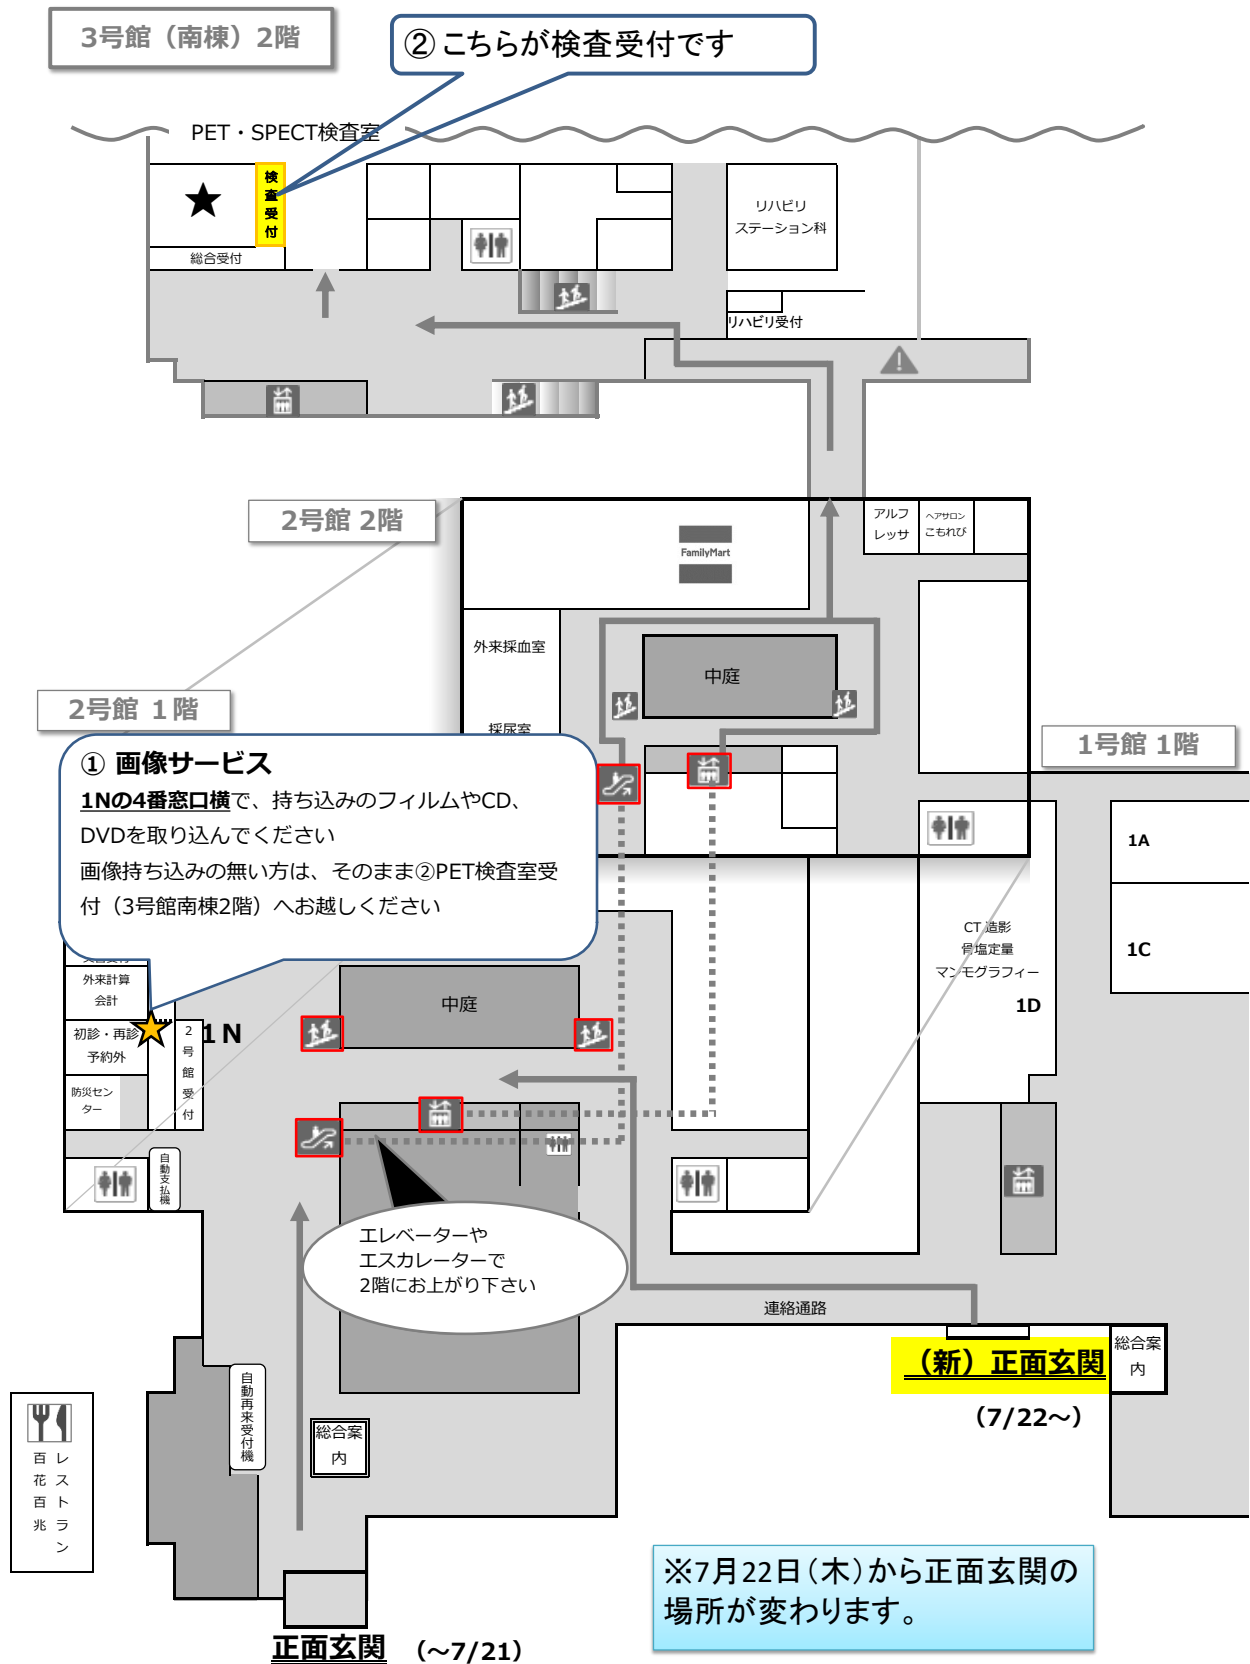 3号館（南棟）2階
② こちらが検査受付です
PET・SPECT検査室
検査受付
総合受付
リハビリ
ステーション科
リハビリ受付
2号館 2階
FamilyMart
アルフ
レッサ
ヘアサロン
こもれび
外来採血室
採尿室
中庭
2号館 １階
1号館 1階
① 画像サービス
1Nの4番窓口横で、持ち込みのフィルムやCD、
DVDを取り込んでください
画像持ち込みの無い方は、そのまま②PET検査室受
付（3号館南棟2階）へお越しください
1A
1C
CT 造影
骨塩定量
マンモグラフィー
1D
外来計算
会計
初診・再診
予約外
防災セン
ター
2号館受付
1N
中庭
自動支払機
エレベーターや
エスカレーターで
2階にお上がり下さい
連絡通路
（新）正面玄関
（7/22～）
総合案
内
自動再来受付機
総合案
内
レストラン
百花百兆
※7月22日（木）から正面玄関の
場所が変わります。
正面玄関 （～7/21）